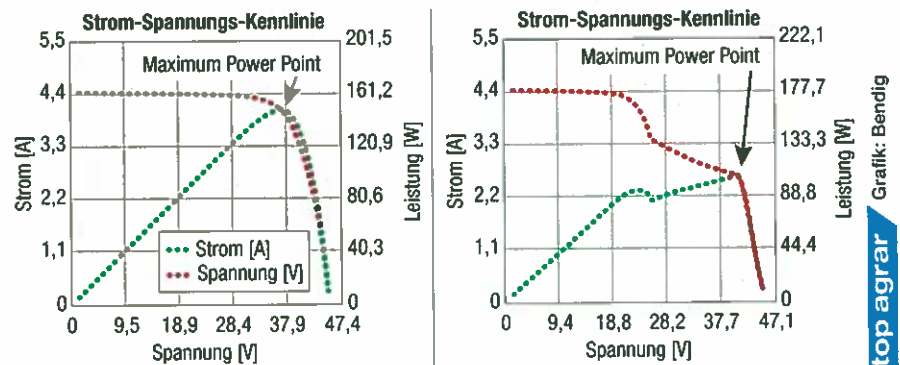 Strom-Spannungs-Kennlinie
Maximum Power Point
Strom [A]
5,5
4,4
3,3
2,2
1,1
0
Leistung [W]
201,5
161,2
120,9
80,6
40,3
0
Strom [A]
Spannung [V]
0 9,5 18,9 28,4 37,9 47,4
Spannung [V]
Strom-Spannungs-Kennlinie
Maximum Power Point
Strom [A]
5,5
4,4
3,3
2,2
1,1
0
Leistung [W]
222,1
177,7
133,3
88,8
44,4
0
0 9,4 18,8 28,2 37,7 47,1
Spannung [V]
Grafik: Bendig
top agrar